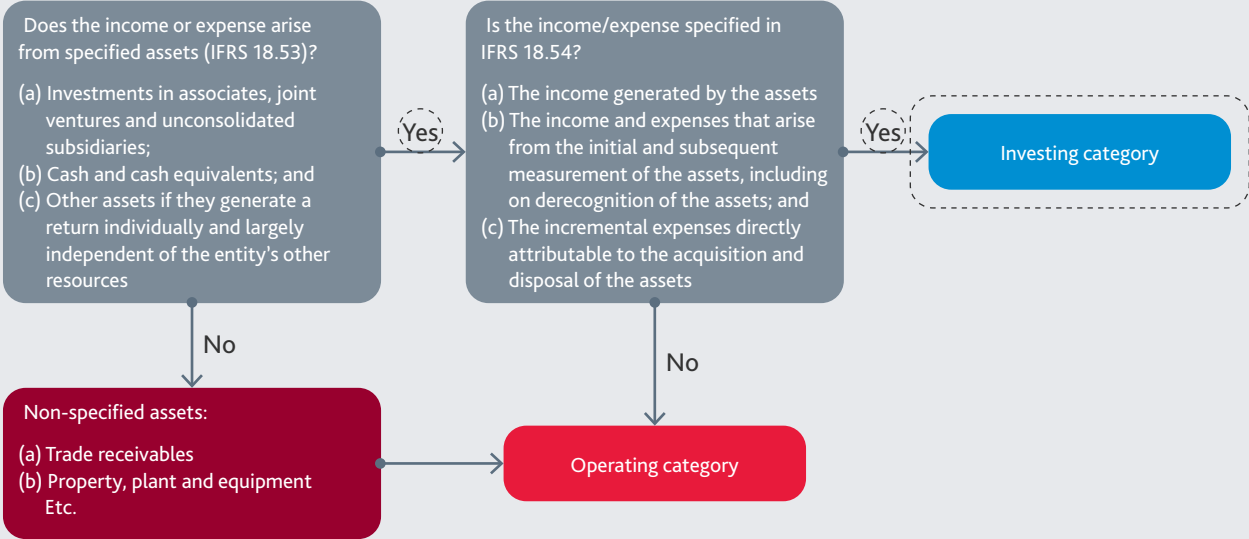 Does the income or expense arise
from specified assets (IFRS 18.53)?
(a) Investments in associates, joint
ventures and unconsolidated
subsidiaries;
(b) Cash and cash equivalents; and
(c) Other assets if they generate a
return individually and largely
independent of the entity's other
resources
Yes
Is the income/expense specified in
IFRS 18.54?
(a) The income generated by the assets
(b) The income and expenses that arise
from the initial and subsequent
measurement of the assets, including
on derecognition of the assets; and
(c) The incremental expenses directly
attributable to the acquisition and
disposal of the assets
Yes
Investing category
No
No
Non-specified assets:
(a) Trade receivables
(b) Property, plant and equipment
Etc.
Operating category